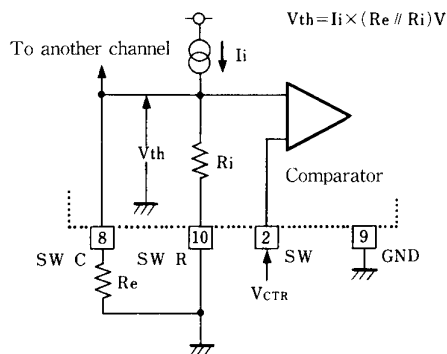 Vth=Ii×(Re∥Ri)V
To another channel
Ii
Vth
Ri
Comparator
8
10
2
9
SW C
SW R
SW
GND
Re
VCTR